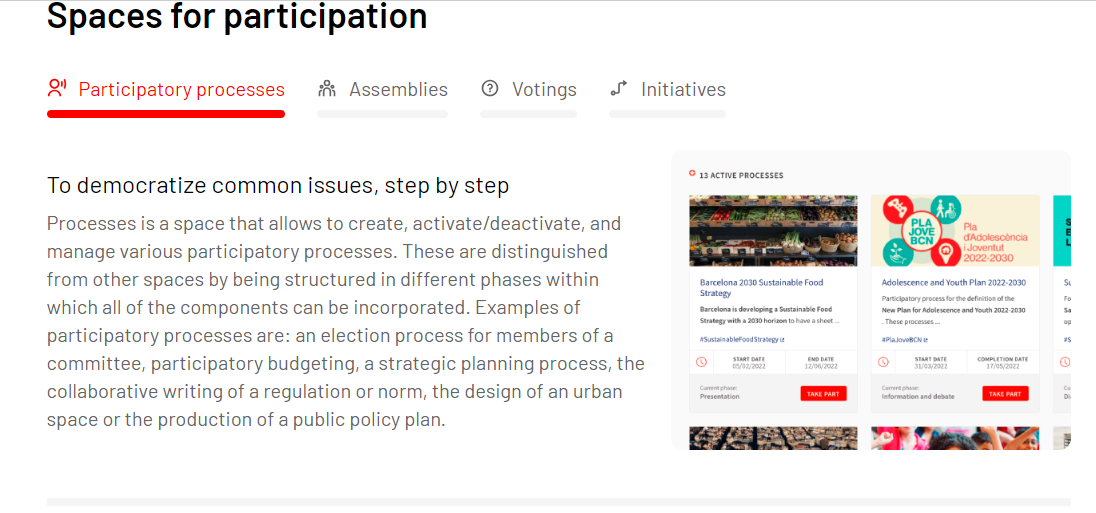 Spaces for participation
Participatory processes
Assemblies
Votings
Initiatives
To democratize common issues, step by step
Processes is a space that allows to create, activate/deactivate, and
manage various participatory processes. These are distinguished
from other spaces by being structured in different phases within
which all of the components can be incorporated. Examples of
participatory processes are: an election process for members of a
committee, participatory budgeting, a strategic planning process, the
collaborative writing of a regulation or norm, the design of an urban
space or the production of a public policy plan.
13 ACTIVE PROCESSES
Barcelona 2030 Sustainable Food
Strategy
Barcelona is developing a Sustainable Food
Strategy with a 2030 horizon to have a sheet ...
#SustainableFoodStrategy
START DATE
05/02/2022
END DATE
12/06/2022
Current phase:
Presentation
TAKE PART
PLA
JOVE
BCN
Pla
d'Adolescència
i Joventut
2022-2030
Adolescence and Youth Plan 2022-2030
Participatory process for the definition of the
New Plan for Adolescence and Youth 2022-2030
. These processes ...
#PlaJoveBCN
START DATE
31/03/2022
COMPLETION DATE
17/05/2022
Current phase:
Information and debate
TAKE PART